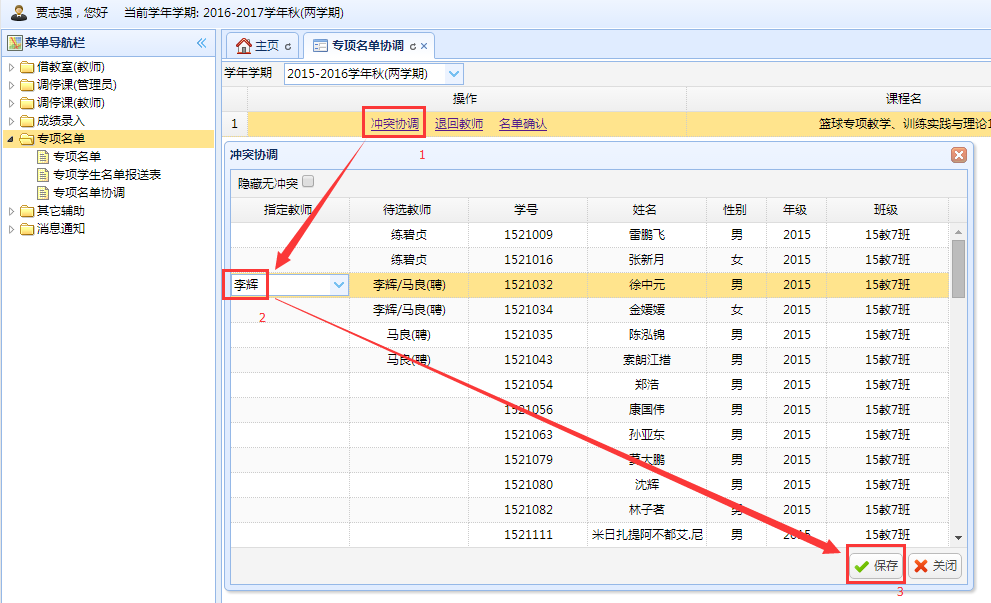 贾志强，您好 当前学年学期: 2016-2017学年秋(两学期)
菜单导航栏
借教室(教师)
调停课(管理员)
调停课(教师)
成绩录入
专项名单
专项名单
专项学生名单报送表
专项名单协调
其它辅助
消息通知
主页 专项名单协调
学年学期 2015-2016学年秋(两学期)
操作 课程名
1 冲突协调 退回教师 名单确认 篮球专项教学、训练实践与理论1
1
冲突协调
隐藏无冲突
指定教师 待选教师 学号 姓名 性别 年级 班级
练碧贞 1521009 雷鹏飞 男 2015 15教7班
练碧贞 1521016 张新月 女 2015 15教7班
李辉 李辉/马良(聘) 1521032 徐中元 男 2015 15教7班
2 李辉/马良(聘) 1521034 金媛媛 女 2015 15教7班
马良(聘) 1521035 陈泓锦 男 2015 15教7班
马良(聘) 1521043 索朗江措 男 2015 15教7班
1521054 郑浩 男 2015 15教7班
1521056 康国伟 男 2015 15教7班
1521063 孙亚东 男 2015 15教7班
1521079 大鹏 男 2015 15教7班
1521080 沈辉 男 2015 15教7班
1521082 林子茗 男 2015 15教7班
1521111 米日扎提阿不都艾.尼 男 2015 15教7班
保存 关闭
3